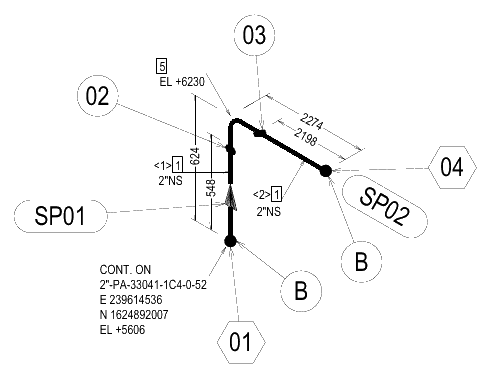 03
5
EL +6230
02
2274
2198
624
548
<1> 1
2"NS
04
SP01
<2> 1
2"NS
SP02
B
B
CONT. ON
2"-PA-33041-1C4-0-52
E 239614536
N 1624892007
EL +5606
01